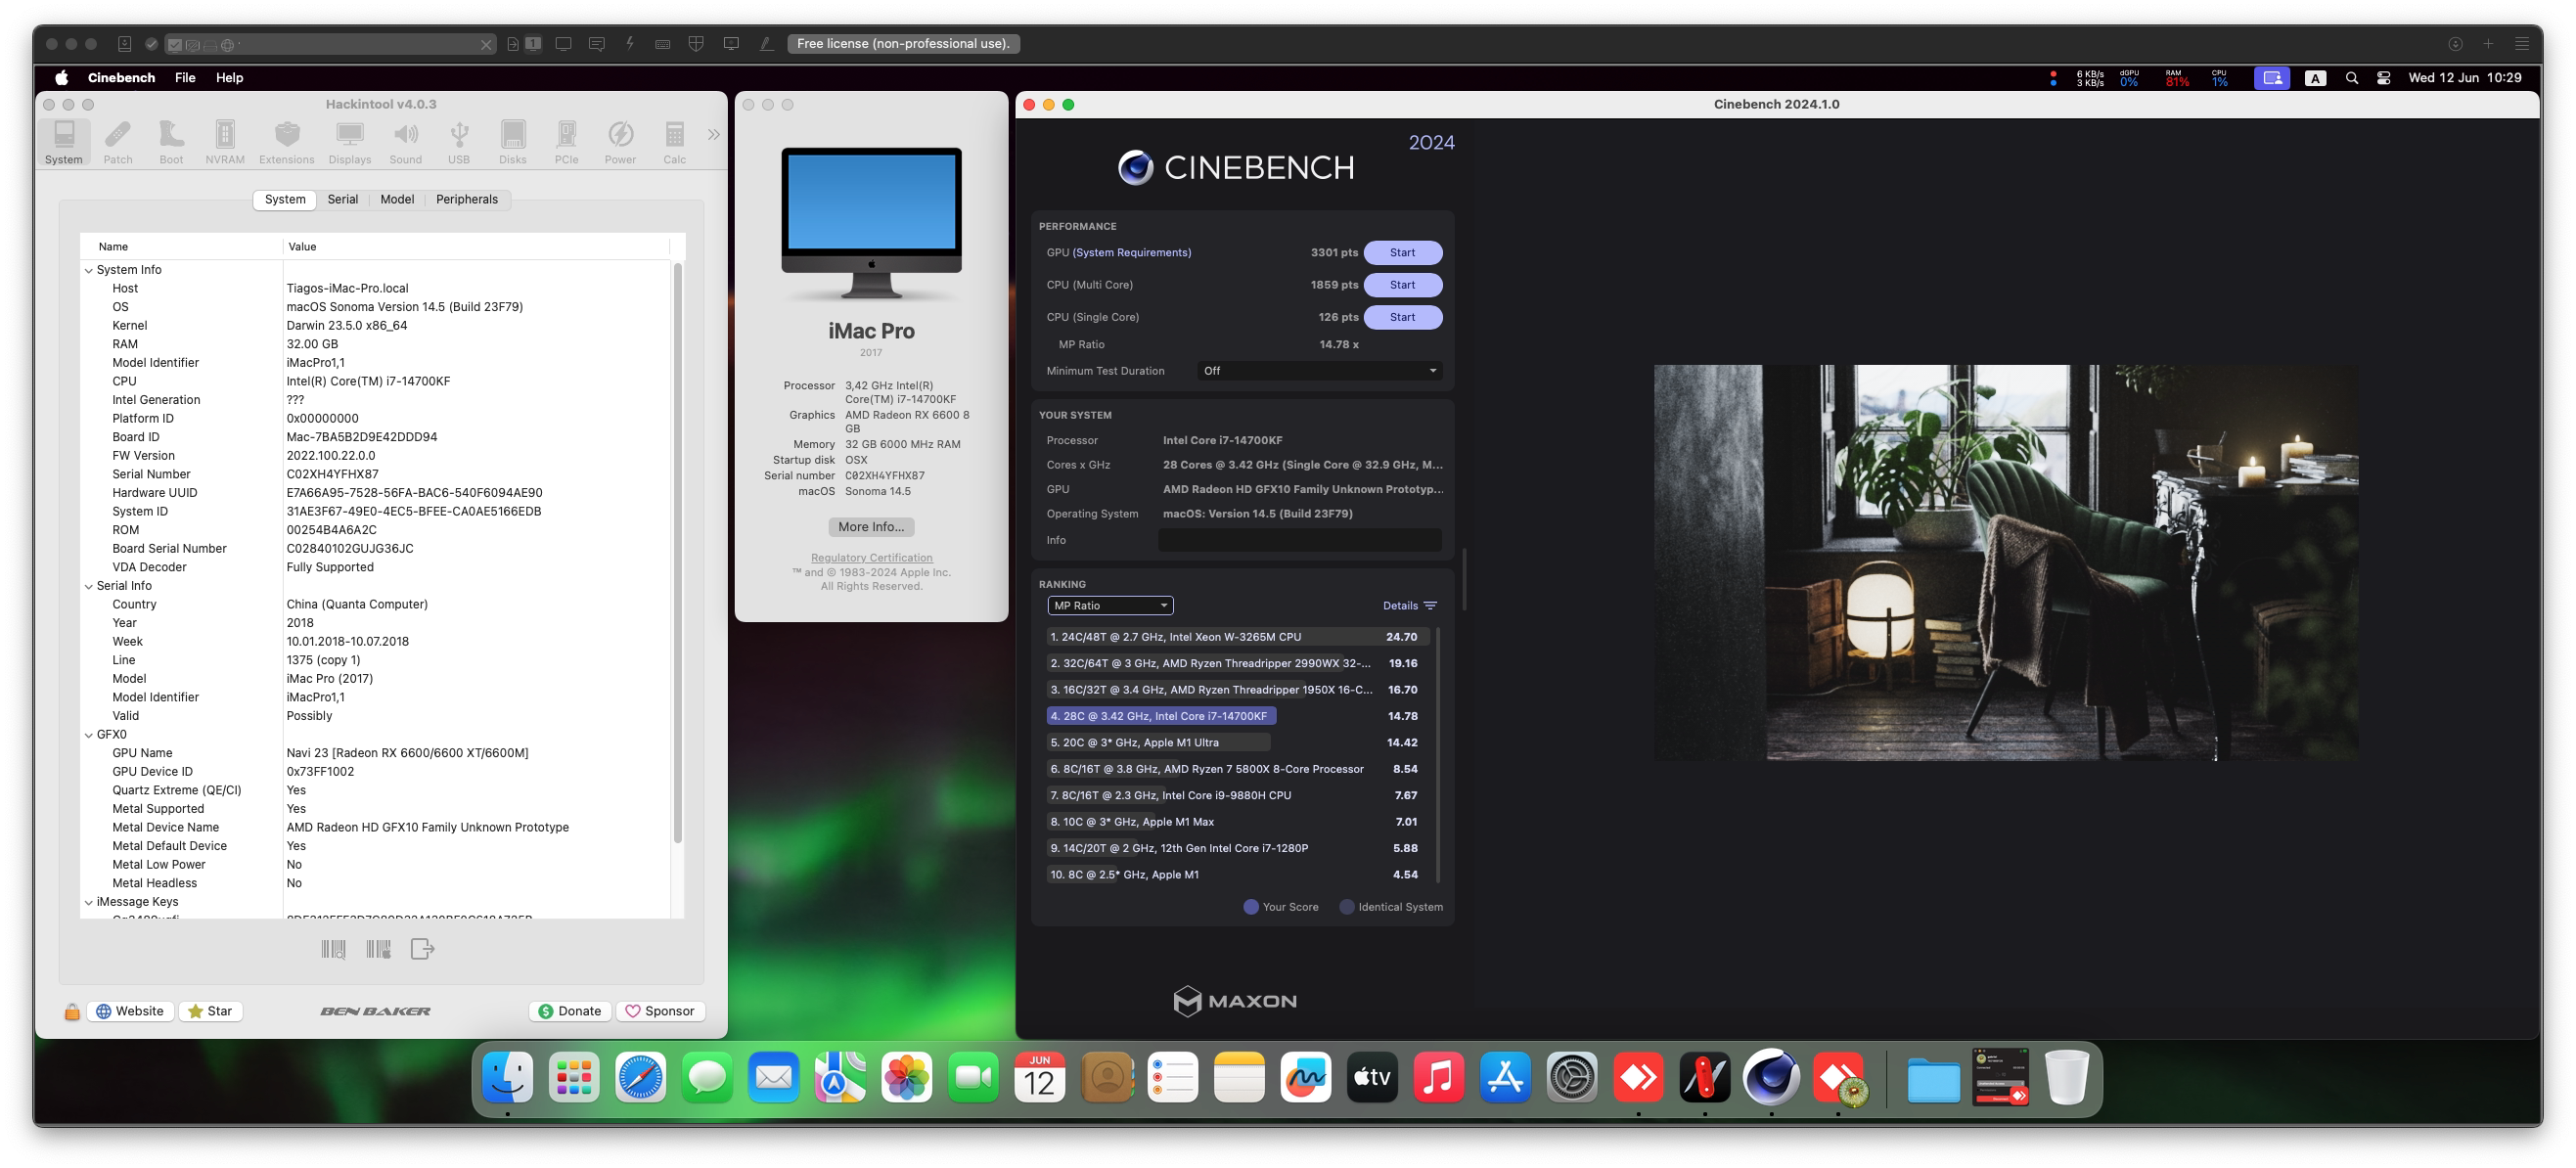 Free license (non-professional use).
Cinebench File Help
6 KB/s
3 KB/s
dGPU
0%
RAM
81%
CPU
1%
A
Wed 12 Jun 10:29
Hackintool v4.0.3
System Patch Boot NVRAM Extensions Displays Sound USB Disks PCIe Power Calc
System Serial Model Peripherals
Name Value
System Info
Host Tiagos-iMac-Pro.local
OS macOS Sonoma Version 14.5 (Build 23F79)
Kernel Darwin 23.5.0 x86_64
RAM 32.00 GB
Model Identifier iMacPro1,1
CPU Intel(R) Core(TM) i7-14700KF
Intel Generation ???
Platform ID 0x00000000
Board ID Mac-7BA5B2D9E42DDD94
FW Version 2022.100.22.0.0
Serial Number C02XH4YFHX87
Hardware UUID E7A66A95-7528-56FA-BAC6-540F6094AE90
System ID 31AE3F67-49E0-4EC5-BFEE-CA0AE5166EDB
ROM 00254B4A6A2C
Board Serial Number C02840102GUJG36JC
VDA Decoder Fully Supported
Serial Info
Country China (Quanta Computer)
Year 2018
Week 10.01.2018-10.07.2018
Line 1375 (copy 1)
Model iMac Pro (2017)
Model Identifier iMacPro1,1
Valid Possibly
GFX0
GPU Name Navi 23 [Radeon RX 6600/6600 XT/6600M]
GPU Device ID 0x73FF1002
Quartz Extreme (QE/CI) Yes
Metal Supported Yes
Metal Device Name AMD Radeon HD GFX10 Family Unknown Prototype
Metal Default Device Yes
Metal Low Power No
Metal Headless No
iMessage Keys
Website Star BEN BAKER Donate Sponsor
iMac Pro
2017
Processor 3,42 GHz Intel(R)
Core(TM) i7-14700KF
Graphics AMD Radeon RX 6600 8
GB
Memory 32 GB 6000 MHz RAM
Startup disk OSX
Serial number C02XH4YFHX87
macOS Sonoma 14.5
More Info...
Regulatory Certification
™ and © 1983-2024 Apple Inc.
All Rights Reserved.
Cinebench 2024.1.0
2024
CINEBENCH
PERFORMANCE
GPU (System Requirements) 3301 pts Start
CPU (Multi Core) 1859 pts Start
CPU (Single Core) 126 pts Start
MP Ratio 14.78 x
Minimum Test Duration Off
YOUR SYSTEM
Processor Intel Core i7-14700KF
Cores x GHz 28 Cores @ 3.42 GHz (Single Core @ 32.9 GHz, M...
GPU AMD Radeon HD GFX10 Family Unknown Prototyp...
Operating System macOS: Version 14.5 (Build 23F79)
Info
RANKING
MP Ratio Details
1. 24C/48T @ 2.7 GHz, Intel Xeon W-3265M CPU 24.70
2. 32C/64T @ 3 GHz, AMD Ryzen Threadripper 2990WX 32-... 19.16
3. 16C/32T @ 3.4 GHz, AMD Ryzen Threadripper 1950X 16-C... 16.70
4. 28C @ 3.42 GHz, Intel Core i7-14700KF 14.78
5. 20C @ 3* GHz, Apple M1 Ultra 14.42
6. 8C/16T @ 3.8 GHz, AMD Ryzen 7 5800X 8-Core Processor 8.54
7. 8C/16T @ 2.3 GHz, Intel Core i9-9880H CPU 7.67
8. 10C @ 3* GHz, Apple M1 Max 7.01
9. 14C/20T @ 2 GHz, 12th Gen Intel Core i7-1280P 5.88
10. 8C @ 2.5* GHz, Apple M1 4.54
Your Score Identical System
MAXON
JUN
12
tv